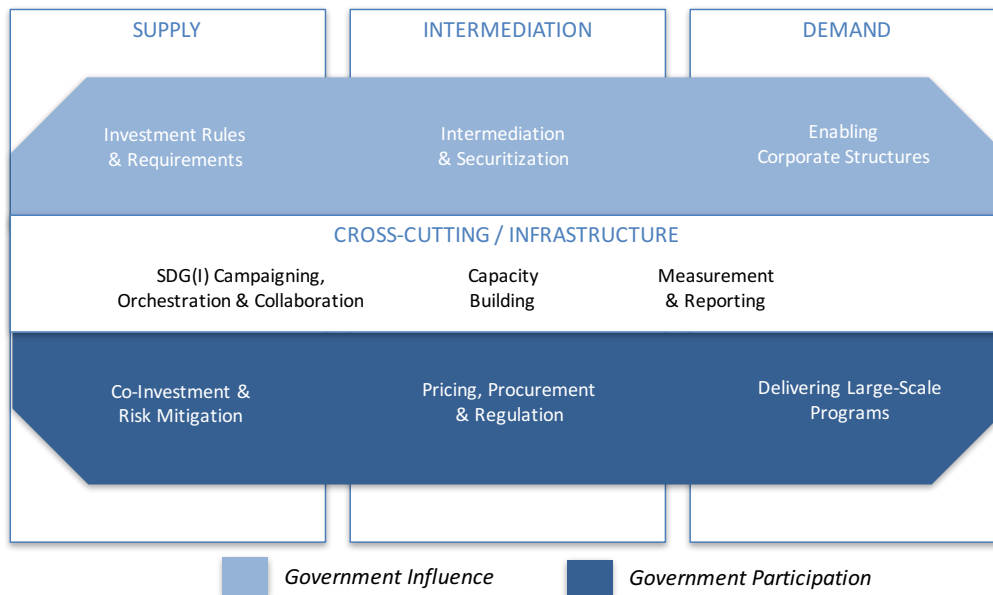 SUPPLY
INTERMEDIATION
DEMAND
Investment Rules
& Requirements
Intermediation
& Securitization
Enabling
Corporate Structures
CROSS-CUTTING / INFRASTRUCTURE
SDG(I) Campaigning,
Orchestration & Collaboration
Capacity
Building
Measurement
& Reporting
Co-Investment &
Risk Mitigation
Pricing, Procurement
& Regulation
Delivering Large-Scale
Programs
Government Influence
Government Participation